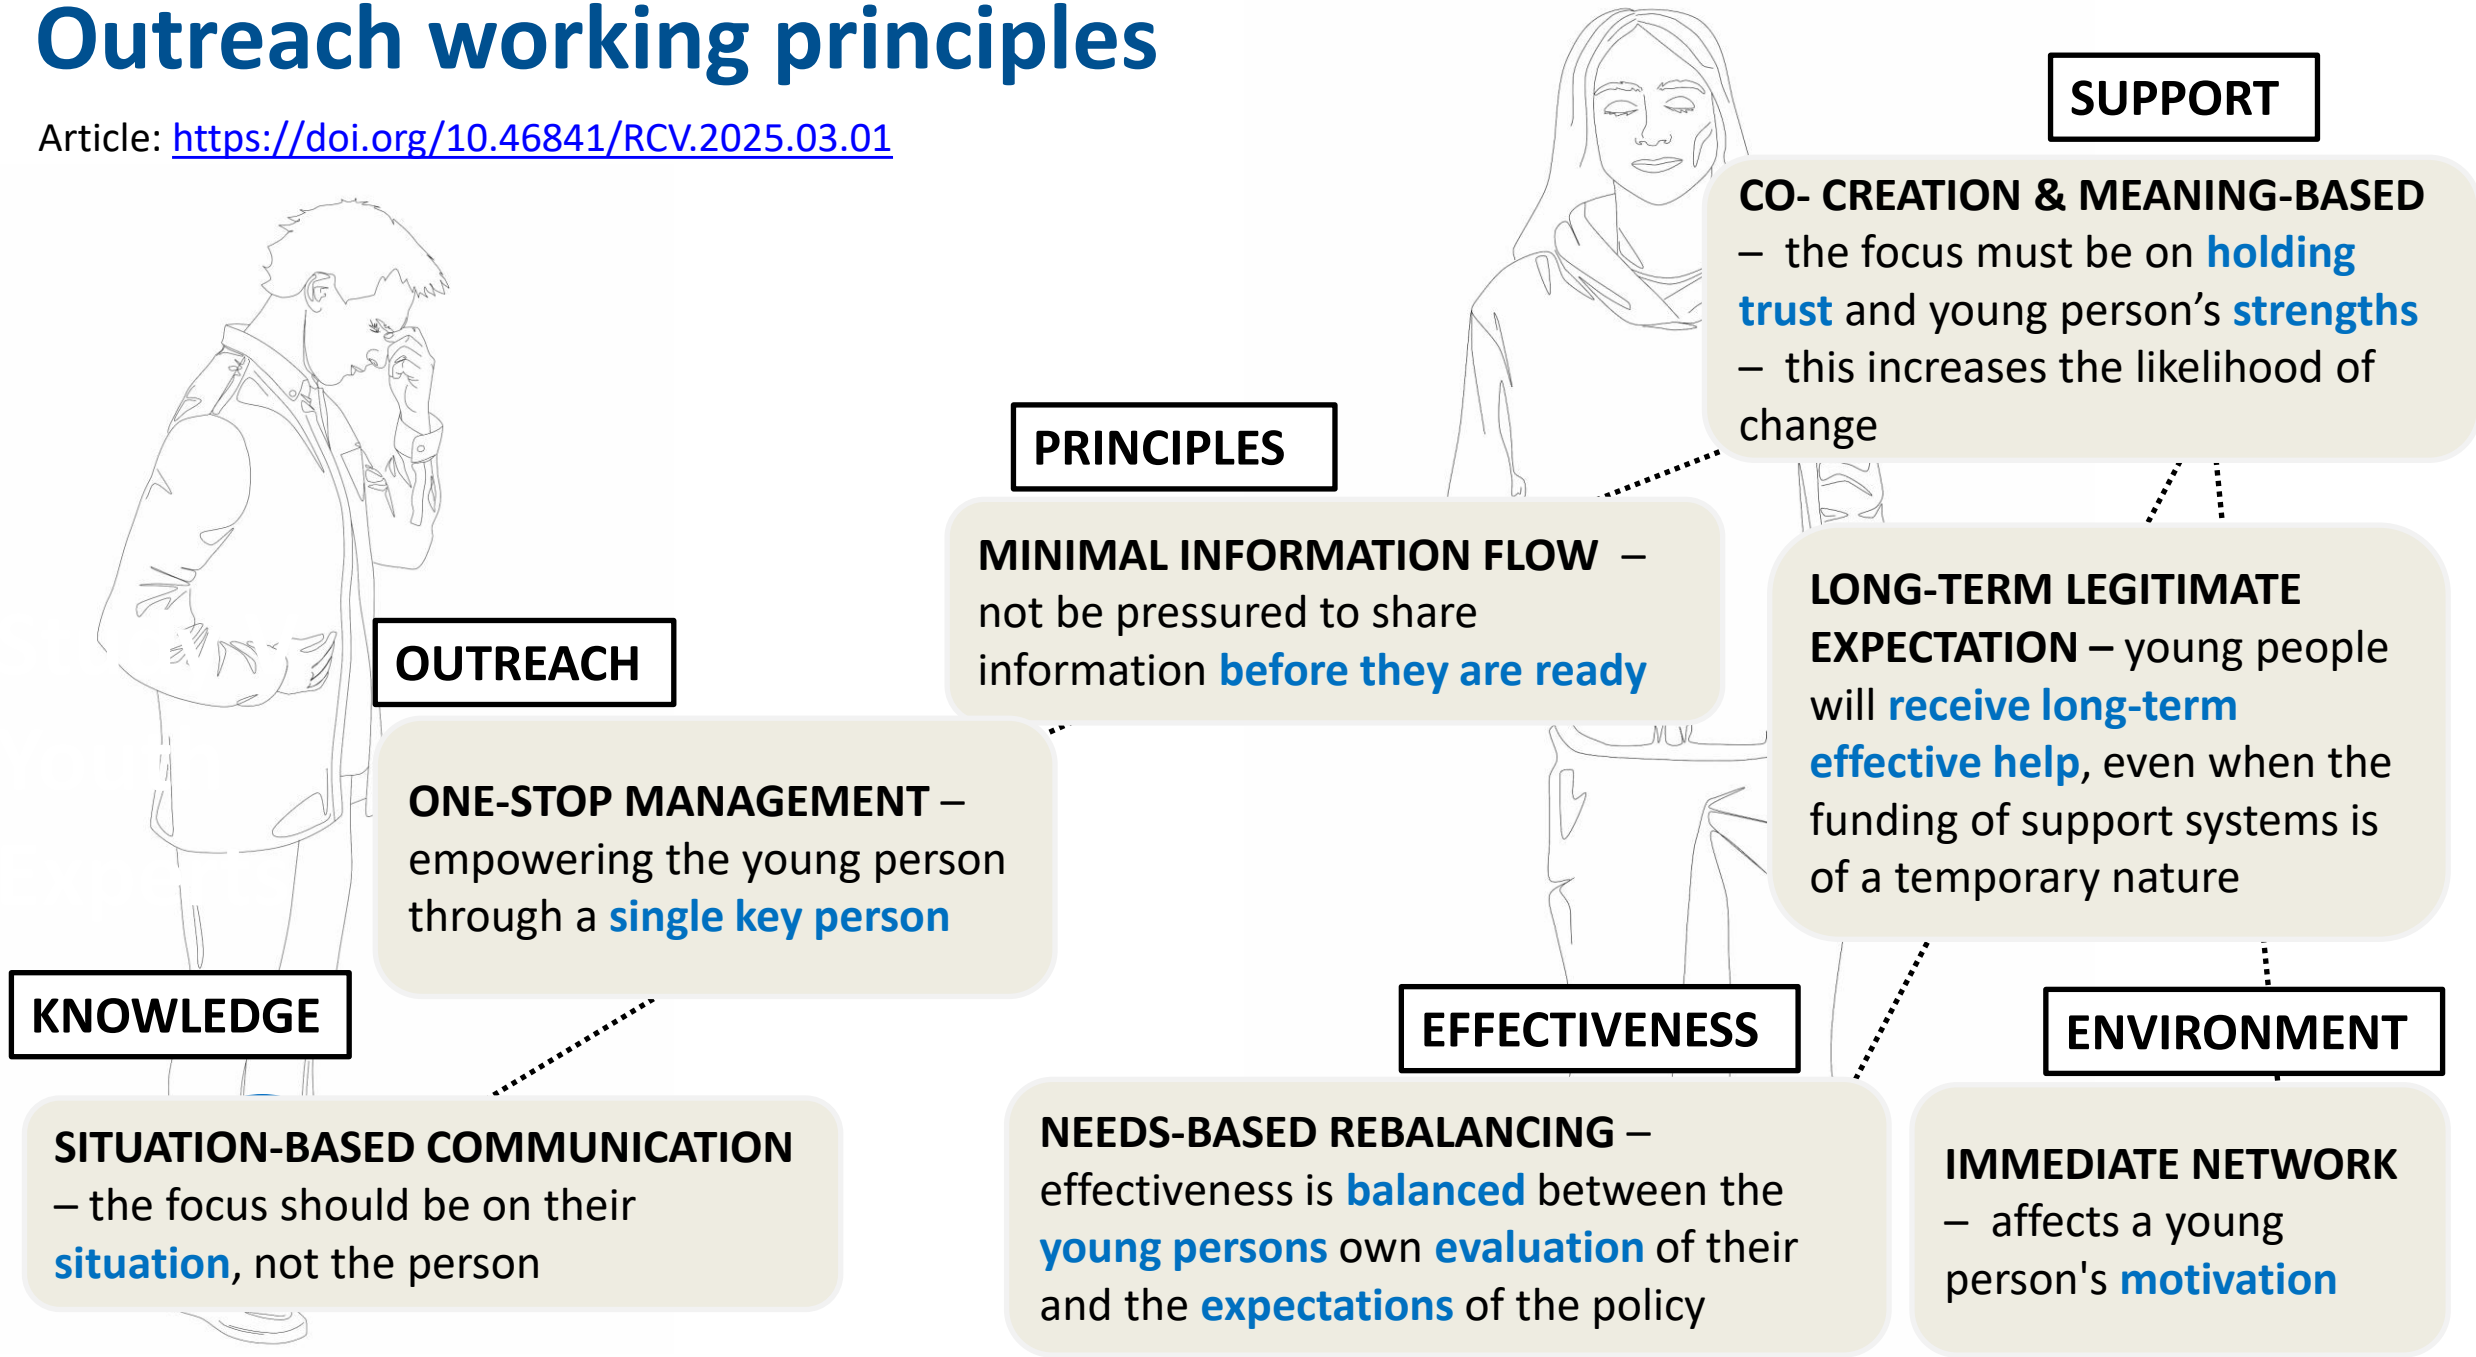 Outreach working principles
Article: https://doi.org/10.46841/RCV.2025.03.01
SUPPORT
CO- CREATION & MEANING-BASED
– the focus must be on holding
trust and young person’s strengths
– this increases the likelihood of
change
PRINCIPLES
MINIMAL INFORMATION FLOW –
not be pressured to share
information before they are ready
LONG-TERM LEGITIMATE
EXPECTATION – young people
will receive long-term
effective help, even when the
funding of support systems is
of a temporary nature
OUTREACH
ONE-STOP MANAGEMENT –
empowering the young person
through a single key person
KNOWLEDGE
SITUATION-BASED COMMUNICATION
– the focus should be on their
situation, not the person
EFFECTIVENESS
NEEDS-BASED REBALANCING –
effectiveness is balanced between the
young persons own evaluation of their
and the expectations of the policy
ENVIRONMENT
IMMEDIATE NETWORK
– affects a young
person's motivation